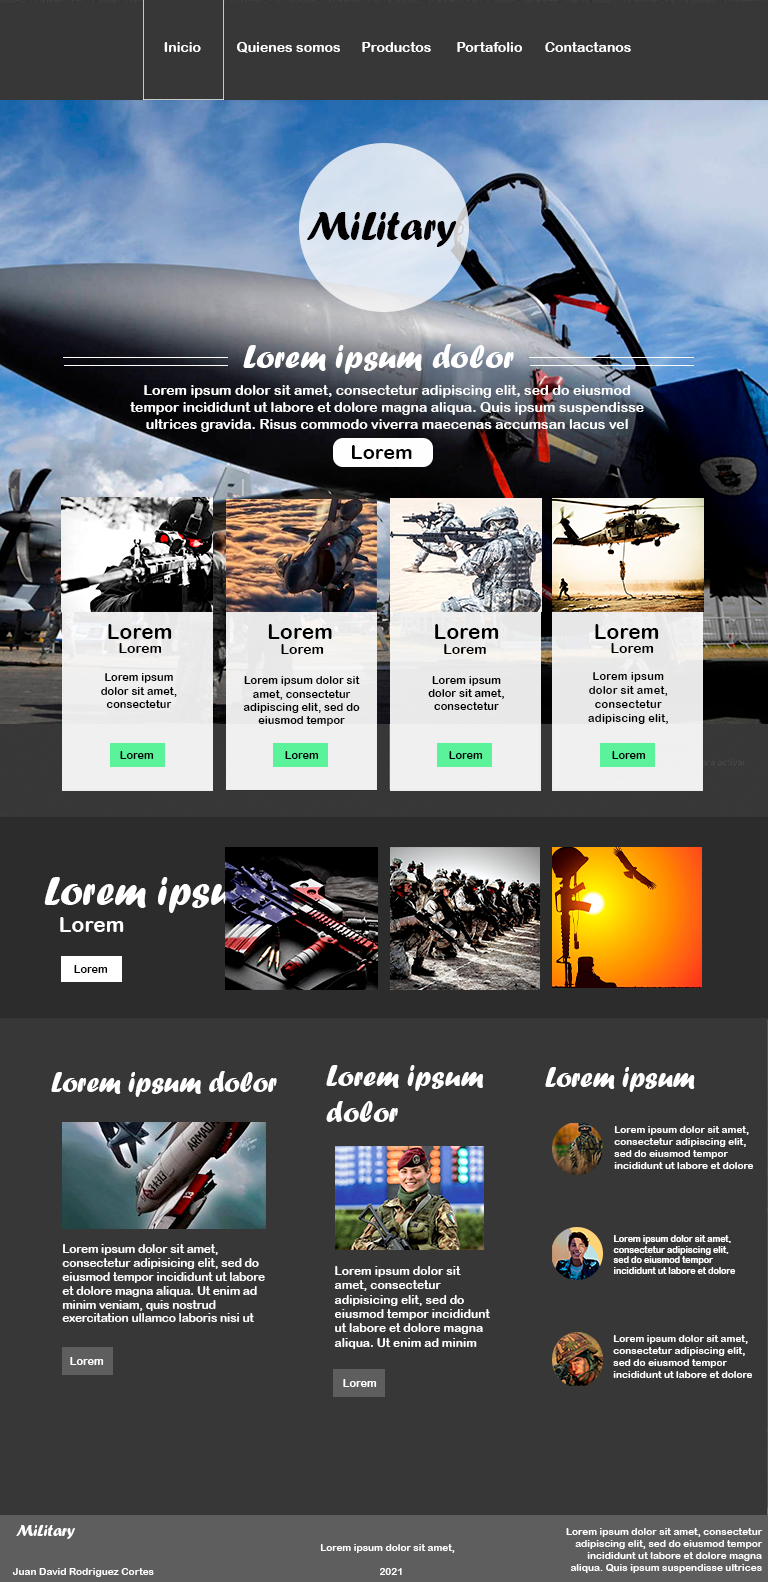 Inicio Quienes somos Productos Portafolio Contactanos
MiLitary
Lorem ipsum dolor
Lorem ipsum dolor sit amet, consectetur adipiscing elit, sed do eiusmod
tempor incididunt ut labore et dolore magna aliqua. Quis ipsum suspendisse
ultrices gravida. Risus commodo viverra maecenas accumsan lacus vel
Lorem
Lorem
Lorem
Lorem ipsum
dolor sit amet,
consectetur
Lorem
Lorem
Lorem
Lorem ipsum dolor sit
amet, consectetur
adipiscing elit, sed do
eiusmod tempor
Lorem
Lorem
Lorem
Lorem ipsum
dolor sit amet,
consectetur
Lorem
Lorem
Lorem
Lorem ipsum
dolor sit amet,
consectetur
adipiscing elit,
Lorem
ara activar
Lorem ipsu
Lorem
Lorem
Lorem ipsum dolor
ARMADA
Lorem ipsum dolor sit amet,
consectetur adipisicing elit, sed do
eiusmod tempor incididunt ut labore
et dolore magna aliqua. Ut enim ad
minim veniam, quis nostrud
exercitation ullamco laboris nisi ut
Lorem
Lorem ipsum
dolor
Lorem ipsum dolor sit
amet, consectetur
adipisicing elit, sed do
eiusmod tempor incididunt
ut labore et dolore magna
aliqua. Ut enim ad minim
Lorem
Lorem ipsum
Lorem ipsum dolor sit amet,
consectetur adipiscing elit,
sed do eiusmod tempor
incididunt ut labore et dolore
Lorem ipsum dolor sit amet,
consectetur adipiscing elit,
sed do eiusmod tempor
incididunt ut labore et dolore
Lorem ipsum dolor sit amet,
consectetur adipiscing elit,
sed do eiusmod tempor
incididunt ut labore et dolore
Military
Juan David Rodriguez Cortes
Lorem ipsum dolor sit amet,
2021
Lorem ipsum dolor sit amet, consectetur
adipiscing elit, sed do eiusmod tempor
incididunt ut labore et dolore magna
aliqua. Quis ipsum suspendisse ultrices